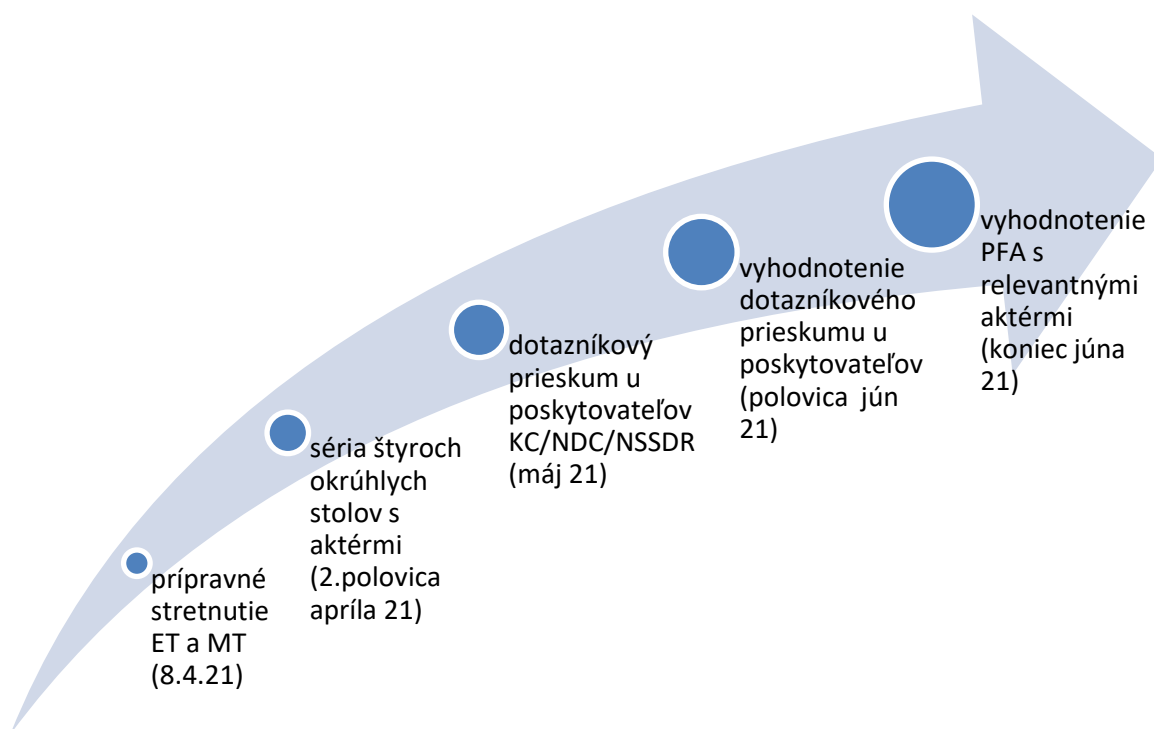 prípravné
stretnutie
ET a MT
(8.4.21)
séria štyroch
okrúhlych
stolov s
aktérmi
(2.polovica
apríla 21)
dotazníkový
prieskum u
poskytovateľov
KC/NDC/NSSDR
(máj 21)
vyhodnotenie
dotazníkového
prieskumu u
poskytovateľov
(polovica jún
21)
vyhodnotenie
PFA s
relevantnými
aktérmi
(koniec júna
21)